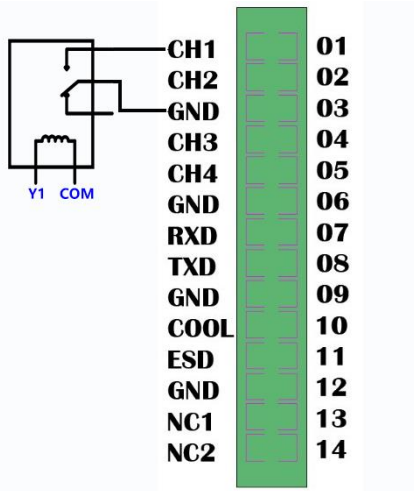 CH1 01
CH2 02
GND 03
CH3 04
CH4 05
GND 06
RXD 07
TXD 08
GND 09
COOL 10
ESD 11
GND 12
NC1 13
NC2 14
Y1 COM